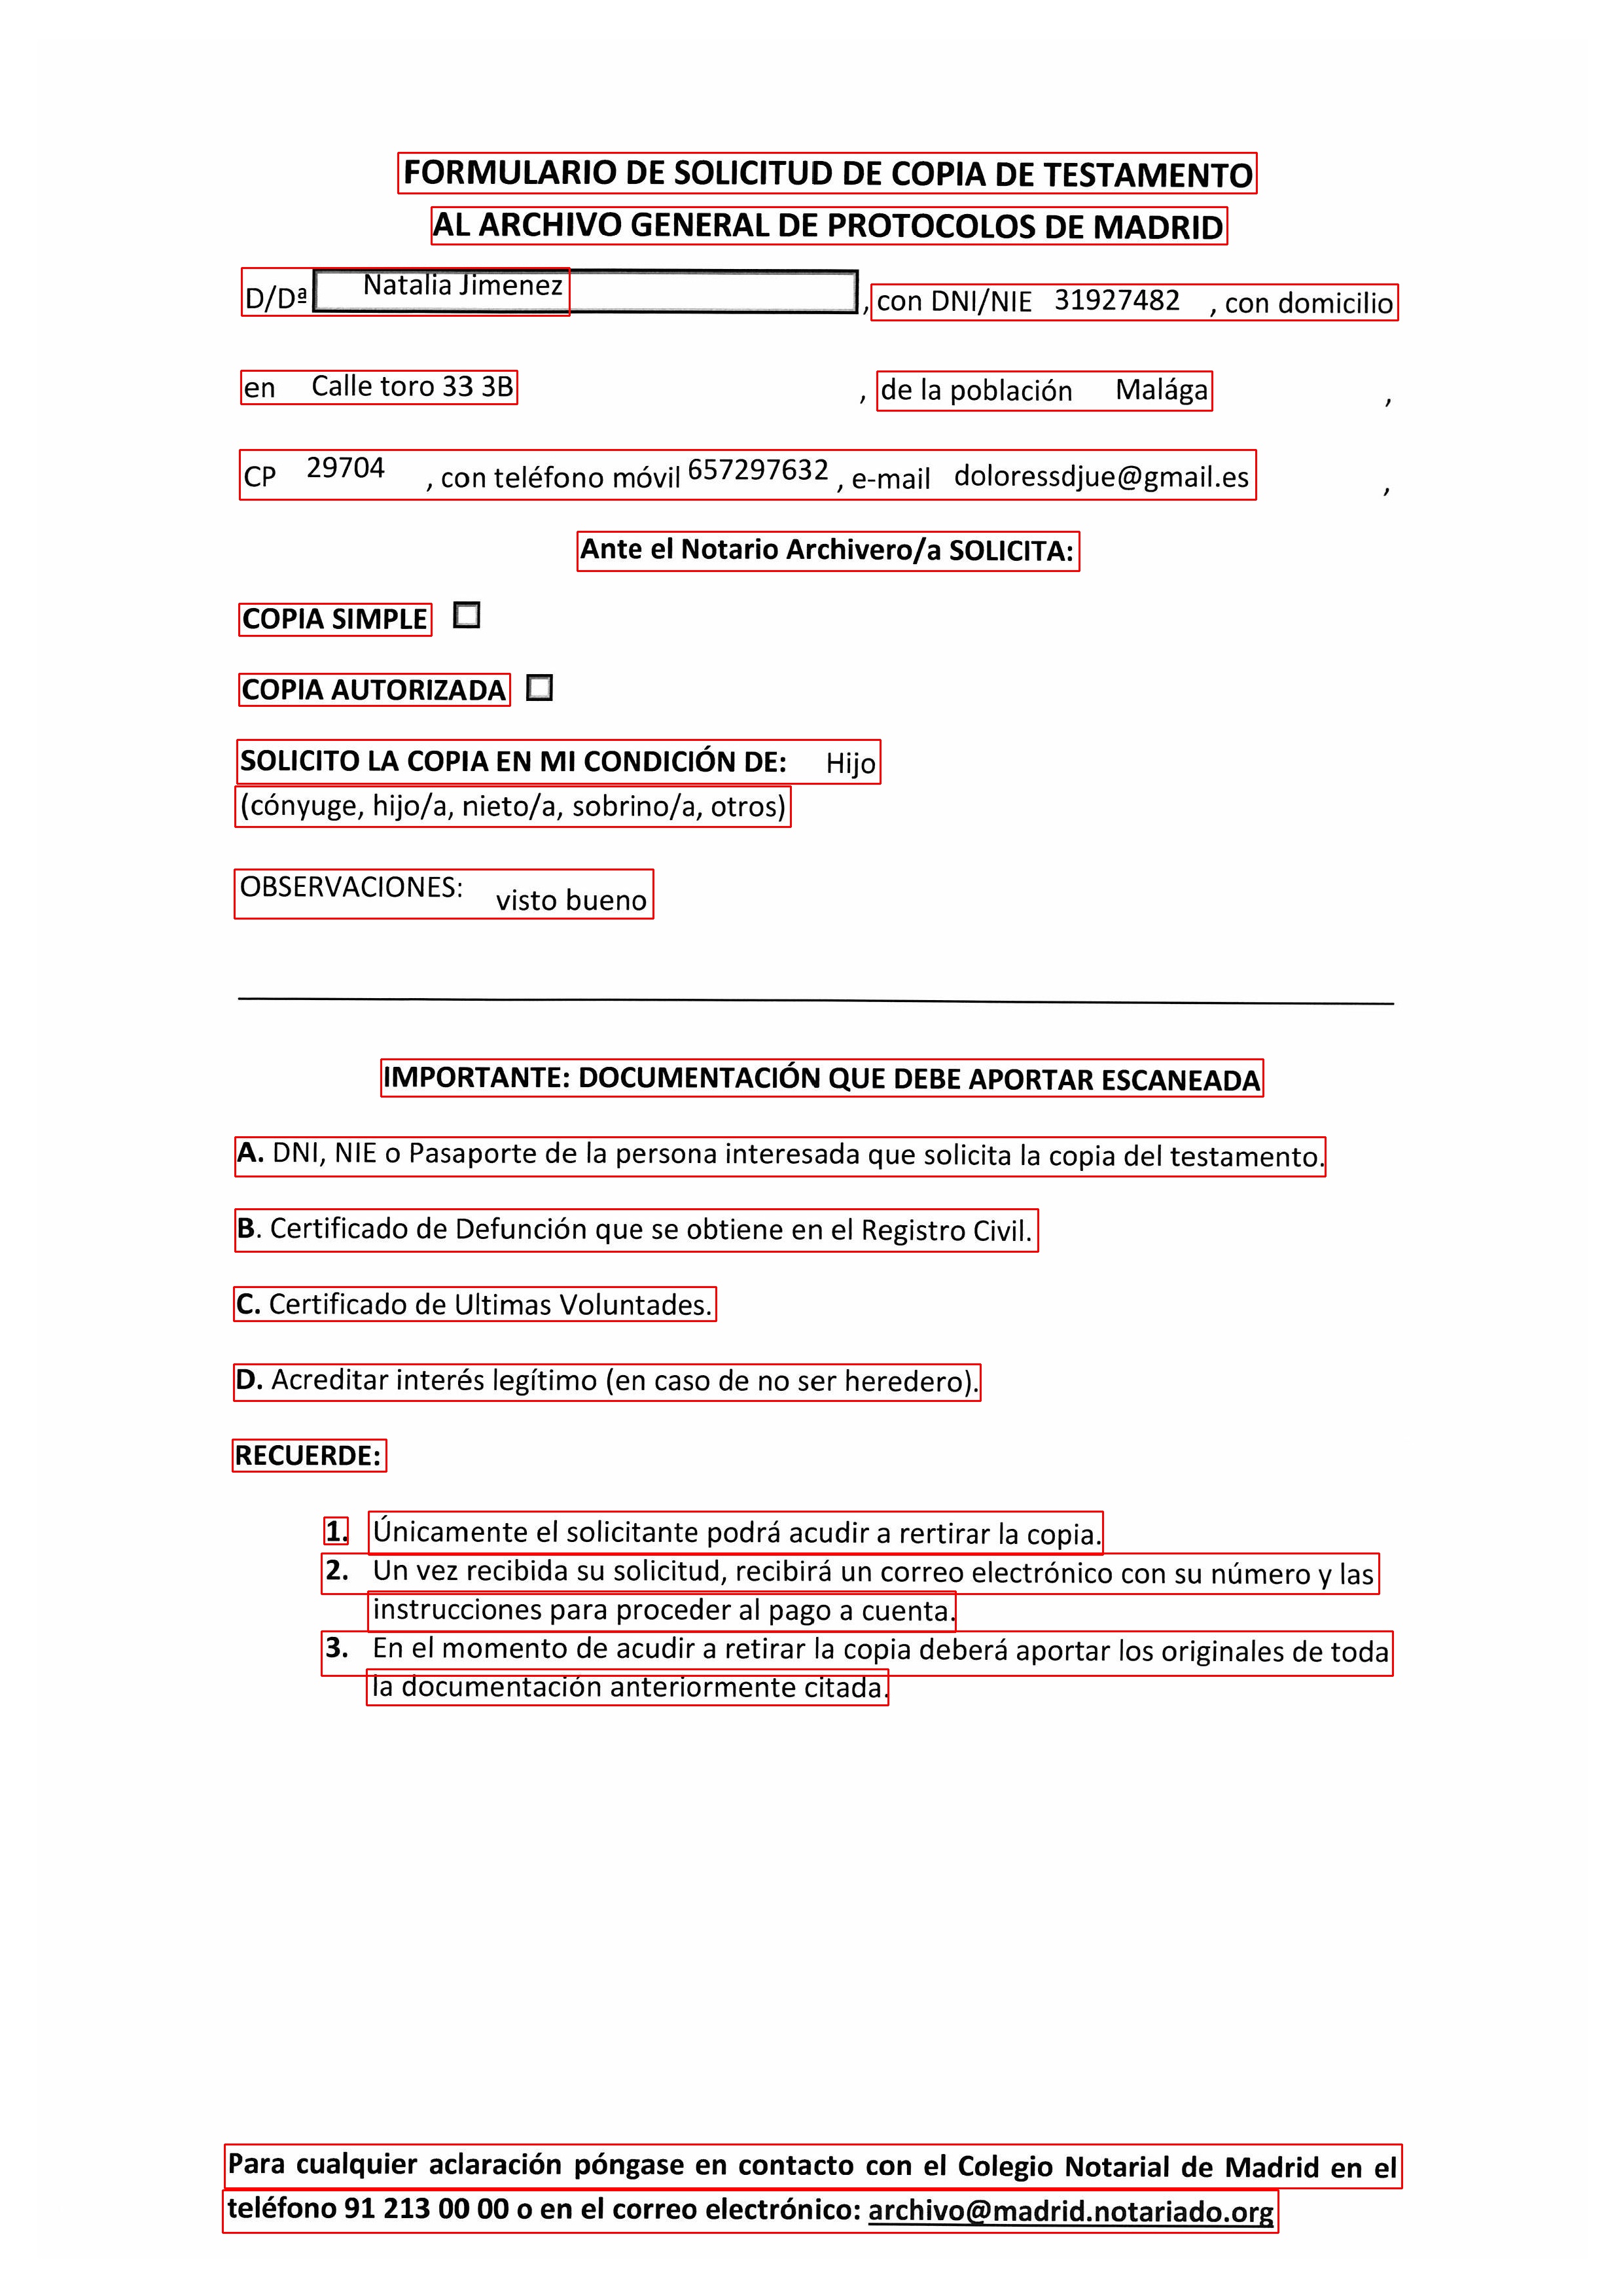 FORMULARIO DE SOLICITUD DE COPIA DE TESTAMENTO
AL ARCHIVO GENERAL DE PROTOCOLOS DE MADRID
D/Dª Natalia Jimenez , con DNI/NIE 31927482 , con domicilio
en Calle toro 33 3B , de la población Malága ,
CP 29704 , con teléfono móvil 657297632 , e-mail doloressdjue@gmail.es ,
Ante el Notario Archivero/a SOLICITA:
COPIA SIMPLE
COPIA AUTORIZADA
SOLICITO LA COPIA EN MI CONDICIÓN DE: Hijo
(cónyuge, hijo/a, nieto/a, sobrino/a, otros)
OBSERVACIONES: visto bueno
IMPORTANTE: DOCUMENTACIÓN QUE DEBE APORTAR ESCANEADA
A. DNI, NIE o Pasaporte de la persona interesada que solicita la copia del testamento.
B. Certificado de Defunción que se obtiene en el Registro Civil.
C. Certificado de Ultimas Voluntades.
D. Acreditar interés legítimo (en caso de no ser heredero).
RECUERDE:
1. Únicamente el solicitante podrá acudir a rertirar la copia.
2. Un vez recibida su solicitud, recibirá un correo electrónico con su número y las
instrucciones para proceder al pago a cuenta.
3. En el momento de acudir a retirar la copia deberá aportar los originales de toda
la documentación anteriormente citada.
Para cualquier aclaración póngase en contacto con el Colegio Notarial de Madrid en el
teléfono 91 213 00 00 o en el correo electrónico: archivo@madrid.notariado.org